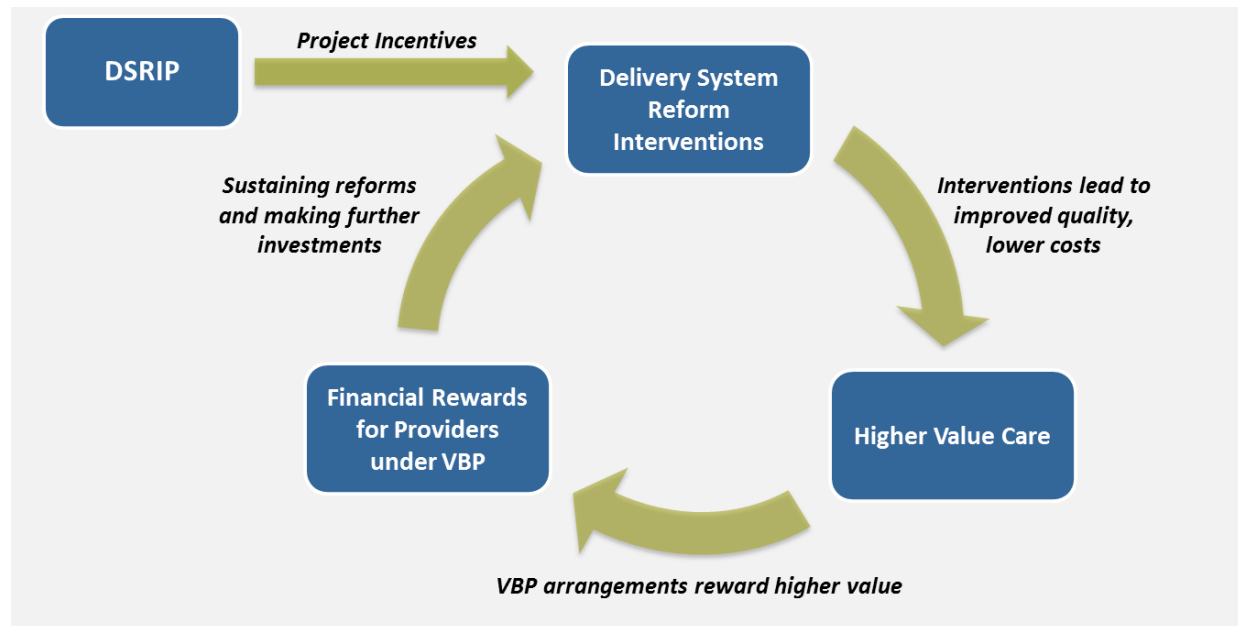 DSRIP
Project Incentives
Delivery System
Reform
Interventions
Interventions lead to
improved quality,
lower costs
Higher Value Care
VBP arrangements reward higher value
Financial Rewards
for Providers
under VBP
Sustaining reforms
and making further
investments